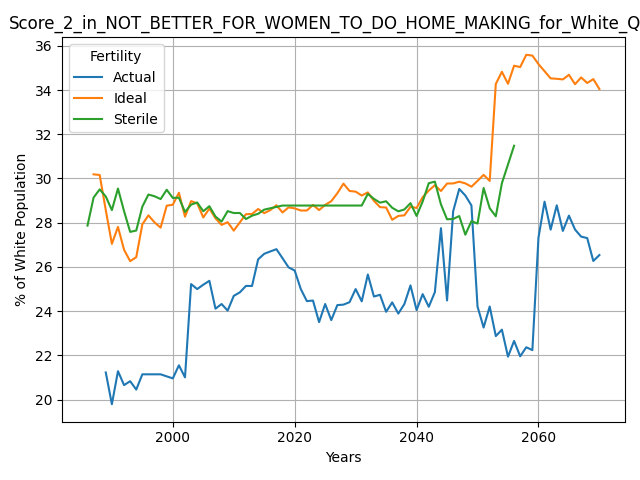 Score_2_in_NOT_BETTER_FOR_WOMEN_TO_DO_HOME_MAKING_for_White_Q
Fertility
Actual
Ideal
Sterile
% of White Population
36
34
32
30
28
26
24
22
20
2000
2020
2040
2060
Years